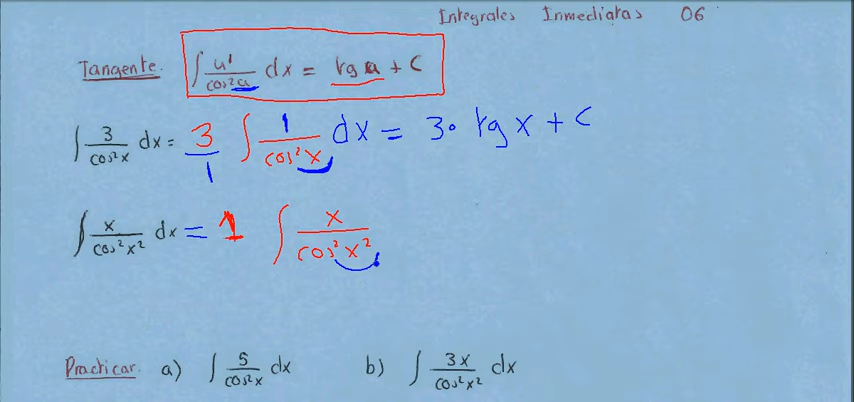 Integrales Inmediatas 06
Tangente. ∫ u'/cos²u dx = tg u + C
∫ 3/cos²x dx = 3/1 ∫ 1/cos²x dx = 3· tg x + C
∫ x/cos²x² dx = 1 ∫ x/cos²x²
Practicar. a) ∫ 5/cos²x dx b) ∫ 3x/cos²x² dx